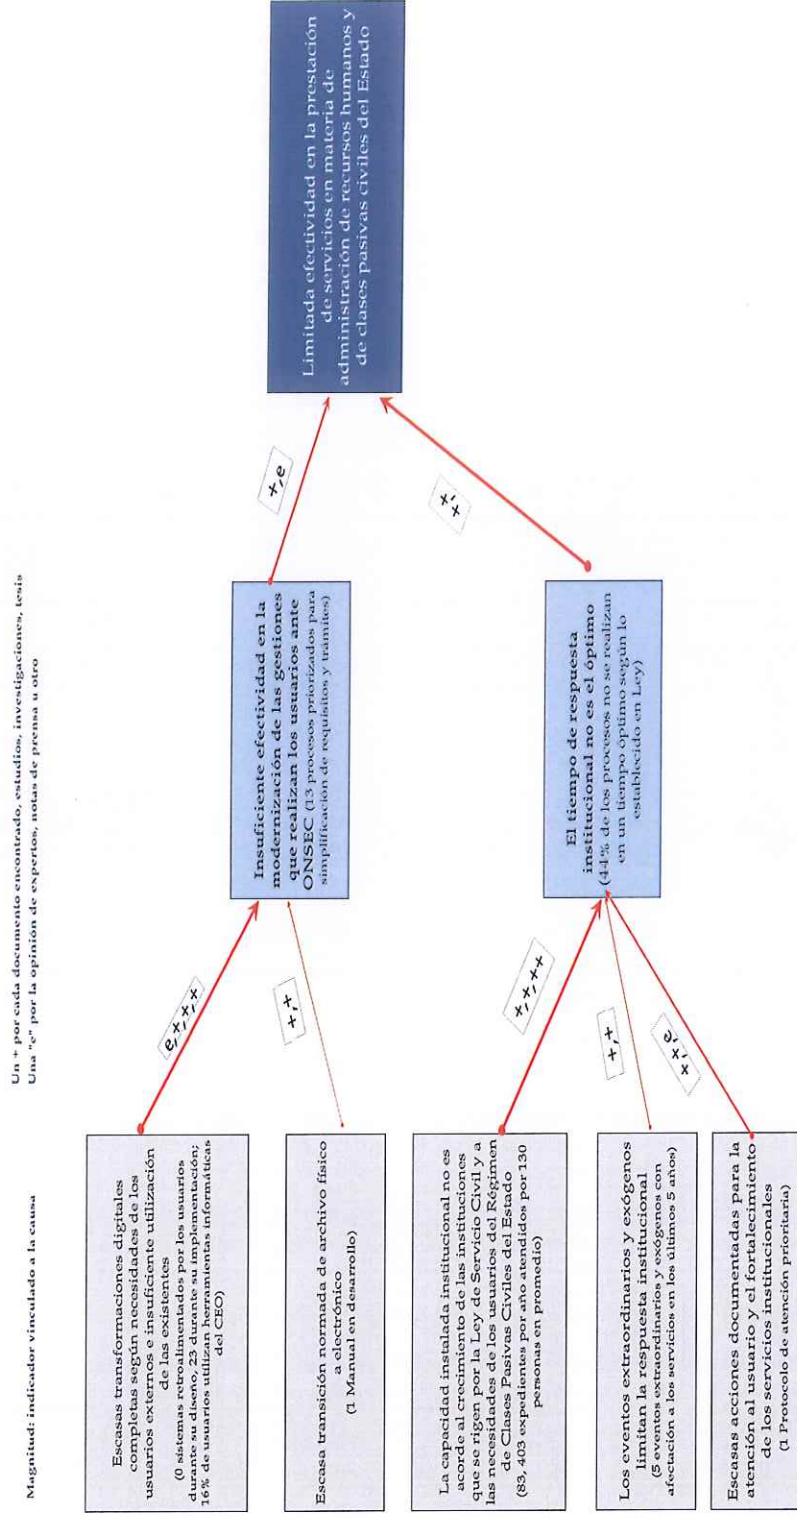 Magnitud: indicador vinculado a la causa
Un + por cada documento encontrado, estudios, investigaciones, tesis
Una "e" por la opinión de expertos, notas de prensa u otro
Escasas transformaciones digitales
completas según necesidades de los
usuarios externos e insuficiente utilización
de las existentes
(0 sistemas retroalimentados por los usuarios
durante su diseño, 23 durante su implementación;
16% de usuarios utilizan herramientas informáticas
del CEO)
e,+,+,+
Escasa transición normada de archivo físico
a electrónico
(1 Manual en desarrollo)
+,+
Insuficiente efectividad en la
modernización de las gestiones
que realizan los usuarios ante
ONSEC (13 procesos priorizados para
simplificación de requisitos y trámites)
+,e
La capacidad instalada institucional no es
acorde al crecimiento de las instituciones
que se rigen por la Ley de Servicio Civil y a
las necesidades de los usuarios del Régimen
de Clases Pasivas Civiles del Estado
(83, 403 expedientes por año atendidos por 130
personas en promedio)
+,+,++
Los eventos extraordinarios y exógenos
limitan la respuesta institucional
(5 eventos extraordinarios y exógenos con
afectación a los servicios en los últimos 5 años)
+,+
Escasas acciones documentadas para la
atención al usuario y el fortalecimiento
de los servicios institucionales
(1 Protocolo de atención prioritaria)
+,+,e
El tiempo de respuesta
institucional no es el óptimo
(44% de los procesos no se realizan
en un tiempo óptimo según lo
establecido en Ley)
+,+
Limitada efectividad en la prestación
de servicios en materia de
administración de recursos humanos y
de clases pasivas civiles del Estado